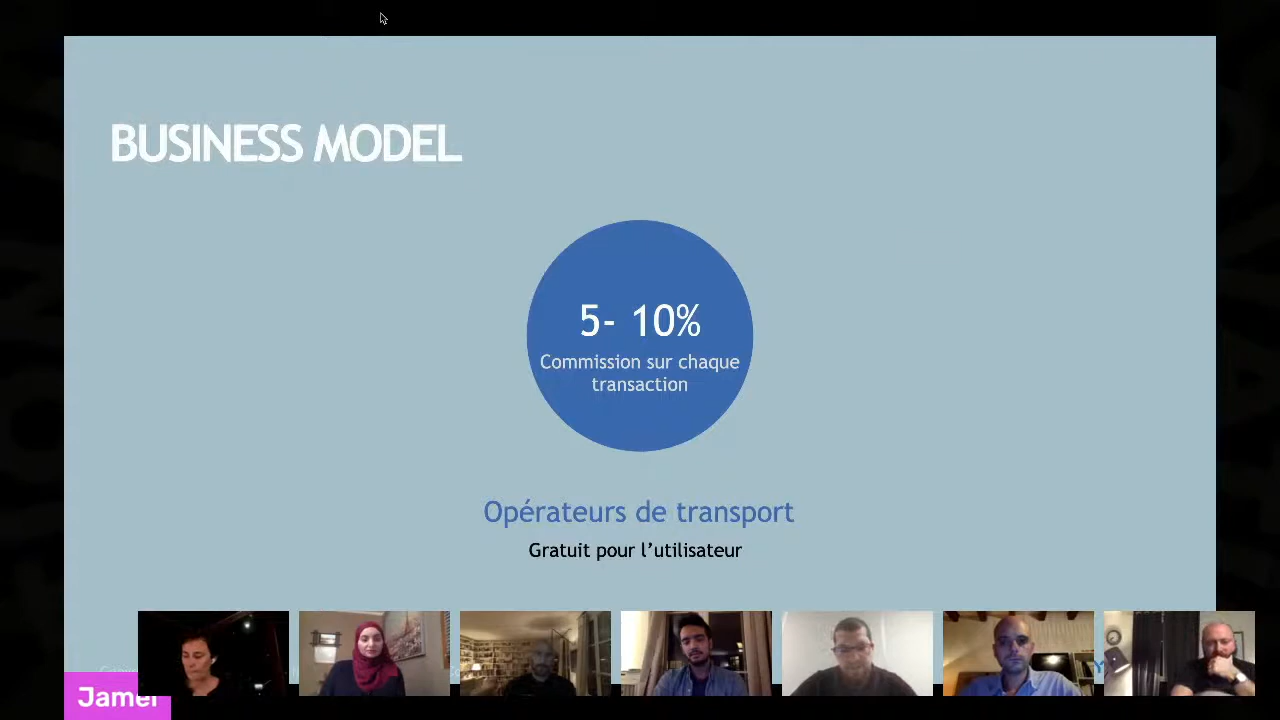 BUSINESS MODEL
5- 10%
Commission sur chaque
transaction
Opérateurs de transport
Gratuit pour l’utilisateur
Jamel